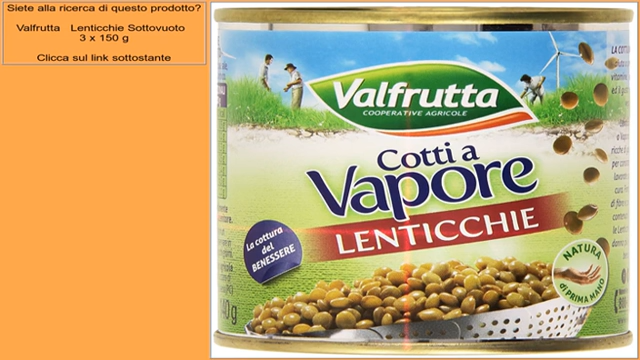 Siete alla ricerca di questo prodotto?
Valfrutta Lenticchie Sottovuoto
3 x 150 g
Clicca sul link sottostante
Valfrutta
COOPERATIVE AGRICOLE
Cotti a
Vapore
LENTICCHIE
La cottura
del
BENESSERE
NATURA
di PRIMA MANO